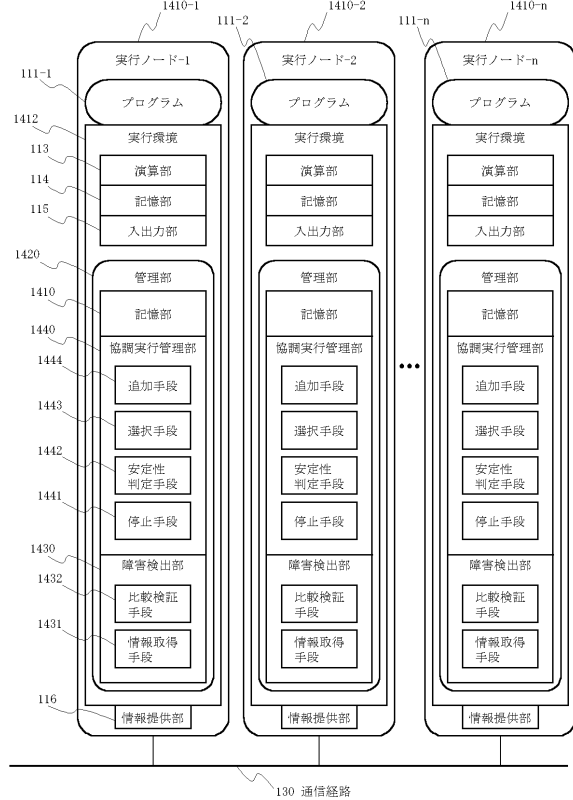 1410-1
1410-2
1410-n
111-2
111-n
実行ノード-1
実行ノード-2
実行ノード-n
111-1
プログラム
プログラム
プログラム
1412
実行環境
実行環境
実行環境
113
演算部
演算部
演算部
114
記憶部
記憶部
記憶部
115
入出力部
入出力部
入出力部
1420
管理部
管理部
管理部
1410
記憶部
記憶部
記憶部
1440
協調実行管理部
協調実行管理部
協調実行管理部
•••
1444
追加手段
追加手段
追加手段
1443
選択手段
選択手段
選択手段
1442
安定性
判定手段
安定性
判定手段
安定性
判定手段
1441
停止手段
停止手段
停止手段
1430
障害検出部
障害検出部
障害検出部
1432
比較検証
手段
比較検証
手段
比較検証
手段
1431
情報取得
手段
情報取得
手段
情報取得
手段
116
情報提供部
情報提供部
情報提供部
130 通信経路